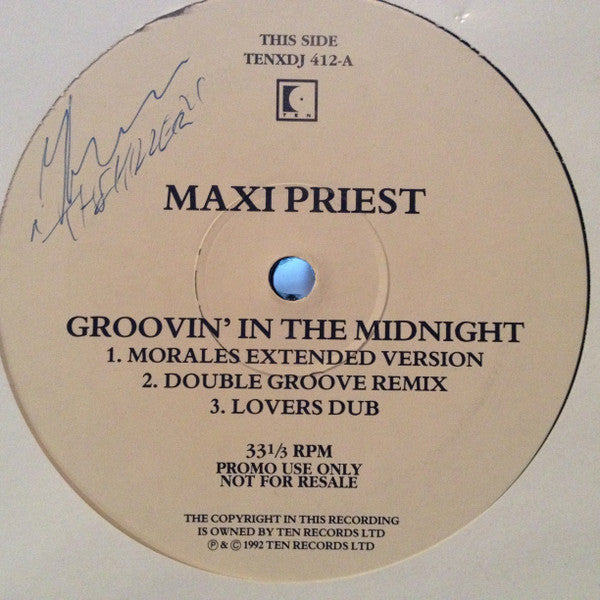 THIS SIDE
TENXDJ 412-A
TEN
MAXI PRIEST
GROOVIN' IN THE MIDNIGHT
1. MORALES EXTENDED VERSION
2. DOUBLE GROOVE REMIX
3. LOVERS DUB
33⅓ RPM
PROMO USE ONLY
NOT FOR RESALE
THE COPYRIGHT IN THIS RECORDING
IS OWNED BY TEN RECORDS LTD
℗ & © 1992 TEN RECORDS LTD